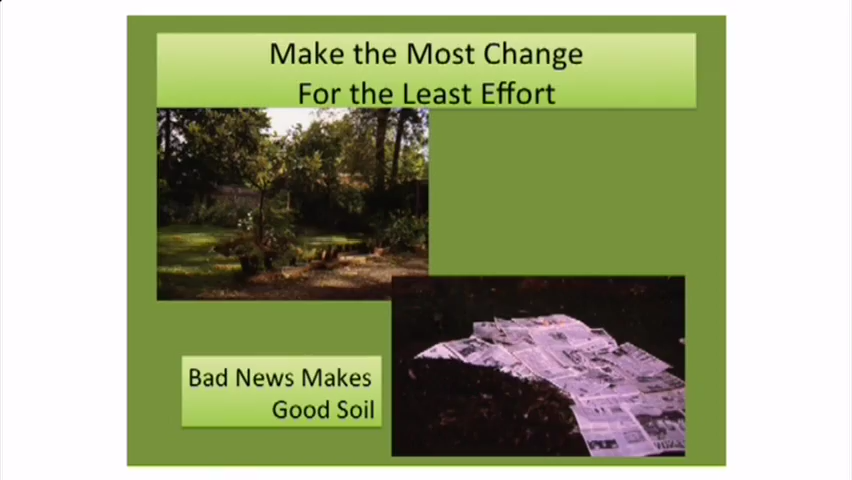 Make the Most Change
For the Least Effort
Bad News Makes
Good Soil